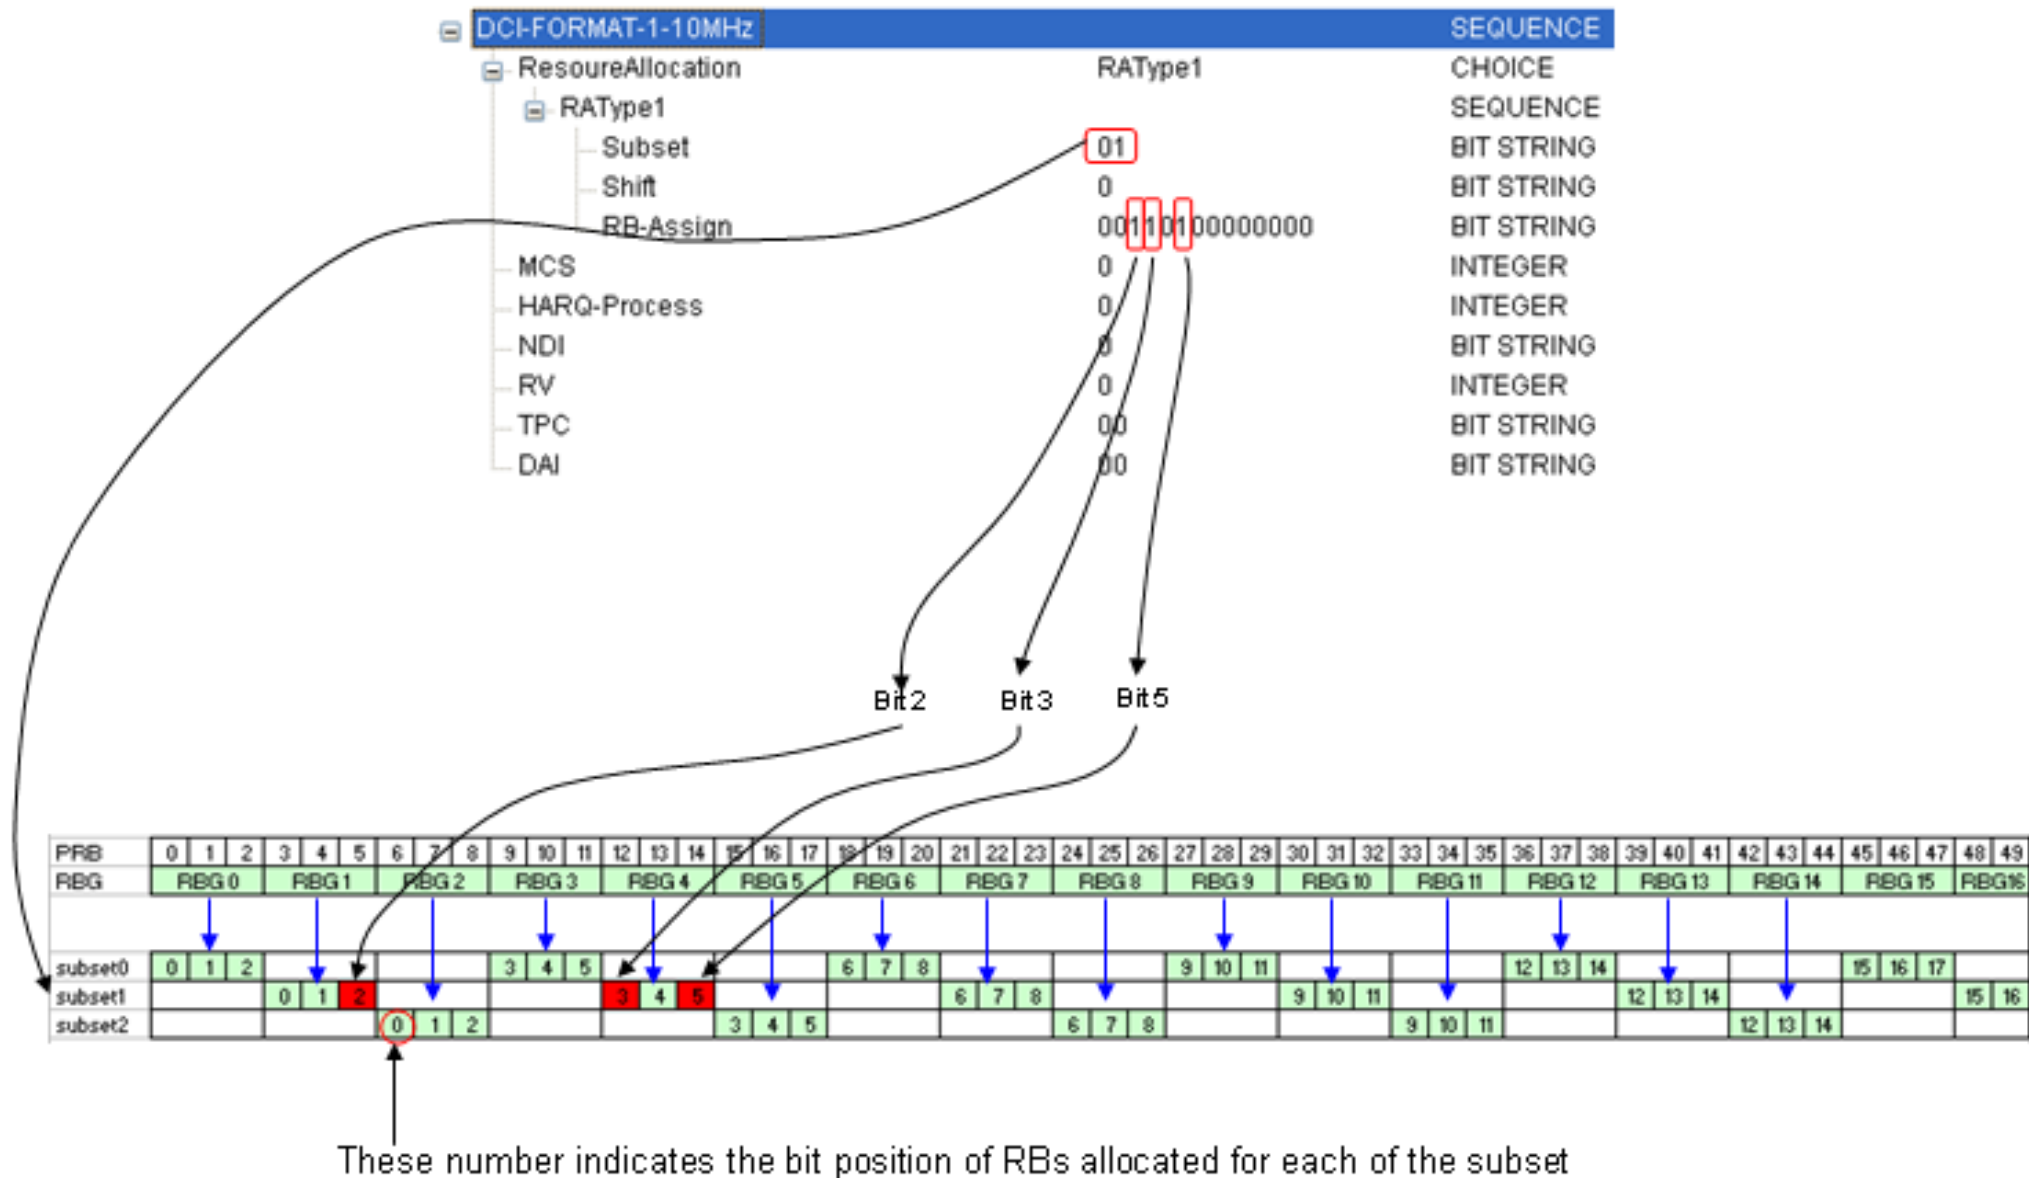 DCI-FORMAT-1-10MHz SEQUENCE
ResoureAllocation RAType1 CHOICE
RAType1 SEQUENCE
Subset 01 BIT STRING
Shift 0 BIT STRING
RB-Assign 00110100000000 BIT STRING
MCS 0 INTEGER
HARQ-Process 0 INTEGER
NDI 0 BIT STRING
RV 0 INTEGER
TPC 00 BIT STRING
DAI 00 BIT STRING
Bit2 Bit3 Bit5
PRB 0 1 2 3 4 5 6 7 8 9 10 11 12 13 14 15 16 17 18 19 20 21 22 23 24 25 26 27 28 29 30 31 32 33 34 35 36 37 38 39 40 41 42 43 44 45 46 47 48 49
RBG RBG 0 RBG 1 RBG 2 RBG 3 RBG 4 RBG 5 RBG 6 RBG 7 RBG 8 RBG 9 RBG 10 RBG 11 RBG 12 RBG 13 RBG 14 RBG 15 RBG16
subset0 0 1 2 3 4 5 6 7 8 9 10 11 12 13 14 15 16 17
subset1 0 1 2 3 4 5 6 7 8 9 10 11 12 13 14 15 16
subset2 0 1 2 3 4 5 6 7 8 9 10 11 12 13 14
These number indicates the bit position of RBs allocated for each of the subset